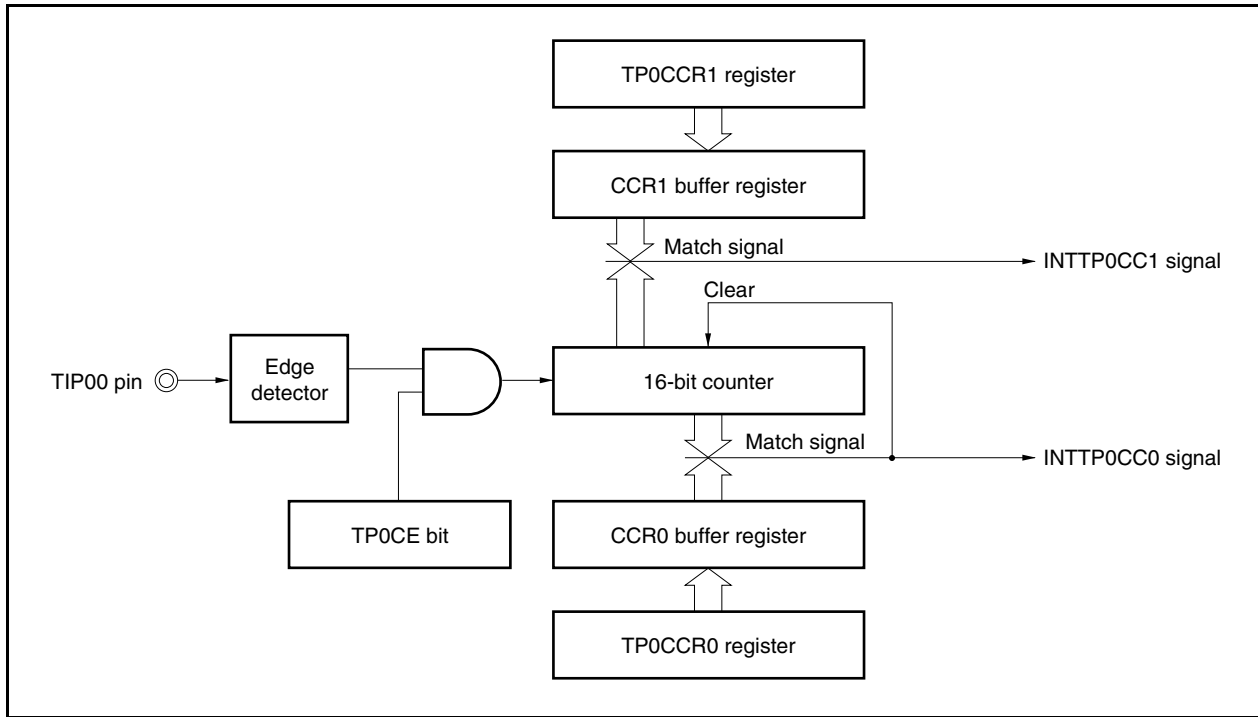 TP0CCR1 register
CCR1 buffer register
Match signal
INTTP0CC1 signal
Clear
TIP00 pin
Edge
detector
16-bit counter
Match signal
INTTP0CC0 signal
TP0CE bit
CCR0 buffer register
TP0CCR0 register